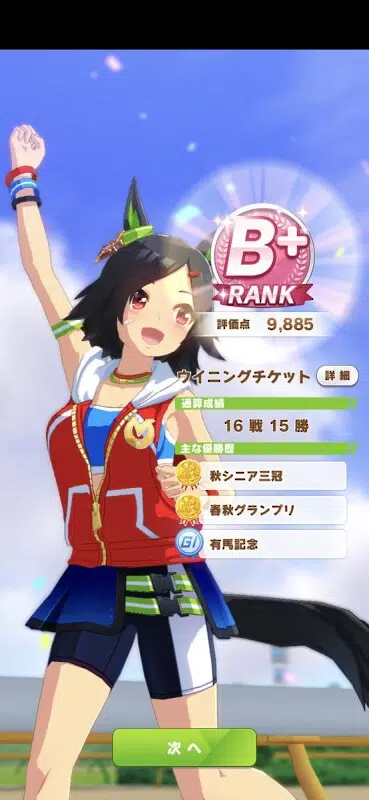 B+
RANK
評価点 9,885
ウイニングチケット 詳細
通算成績
16 戦 15 勝
主な優勝歴
秋シニア三冠
春秋グランプリ
GI 有馬記念
次へ